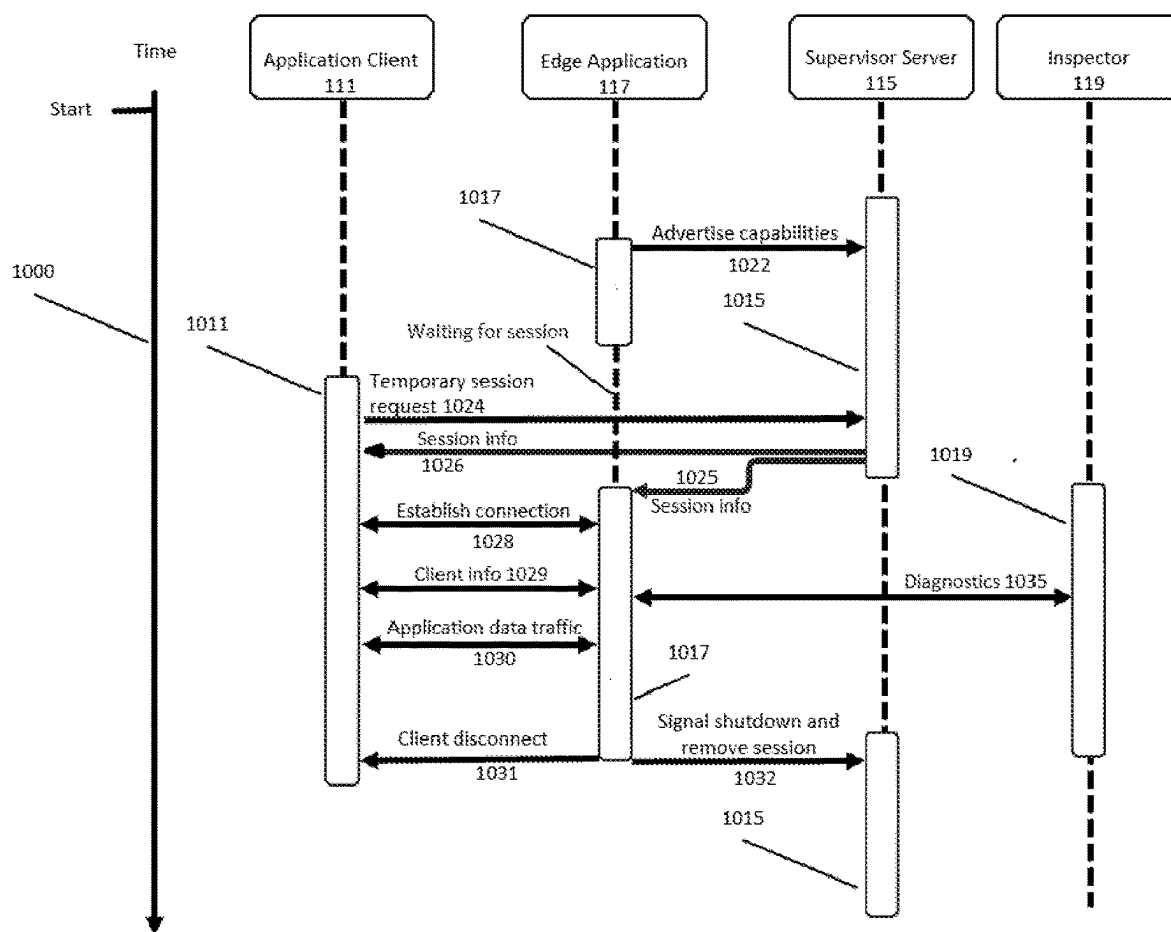 Time
Application Client
111
Edge Application
117
Supervisor Server
115
Inspector
119
Start
1017
Advertise capabilities
1022
1000
1015
1011
Waiting for session
Temporary session
request 1024
Session info
1026
1025
Session info
1019
Establish connection
1028
Client info 1029
Diagnostics 1035
Application data traffic
1030
1017
Signal shutdown and
remove session
1032
Client disconnect
1031
1015